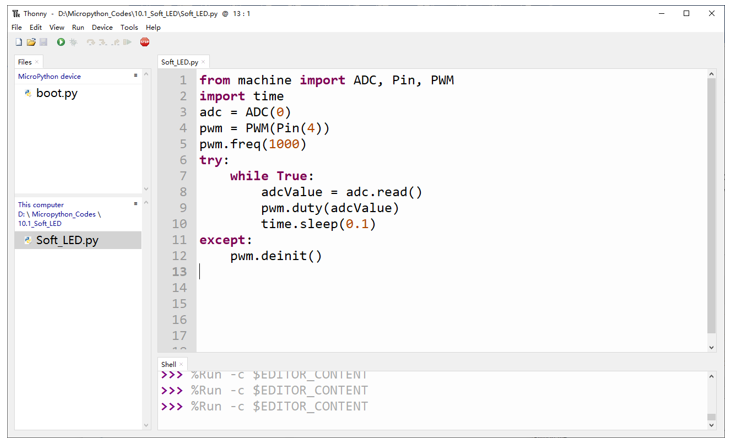 Thonny - D:\Micropython_Codes\10.1_Soft_LED\Soft_LED.py @ 13 : 1
File Edit View Run Device Tools Help
STOP
Files
MicroPython device
boot.py
This computer
D: \ Micropython_Codes \
10.1_Soft_LED
Soft_LED.py
Soft_LED.py
1 from machine import ADC, Pin, PWM
2 import time
3 adc = ADC(0)
4 pwm = PWM(Pin(4))
5 pwm.freq(1000)
6 try:
7 while True:
8 adcValue = adc.read()
9 pwm.duty(adcValue)
10 time.sleep(0.1)
11 except:
12 pwm.deinit()
13
14
15
16
17
Shell
>>> %Run -c $EDITOR_CONTENT
>>> %Run -c $EDITOR_CONTENT
>>> %Run -c $EDITOR_CONTENT